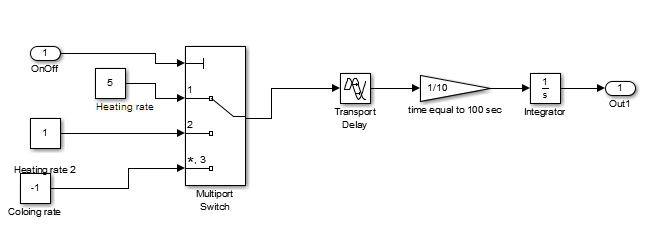 1
OnOff
5
Heating rate
1
Heating rate 2
-1
Coloing rate
1
2
*, 3
Multiport
Switch
Transport
Delay
1/10
time equal to 100 sec
1
s
Integrator
1
Out1